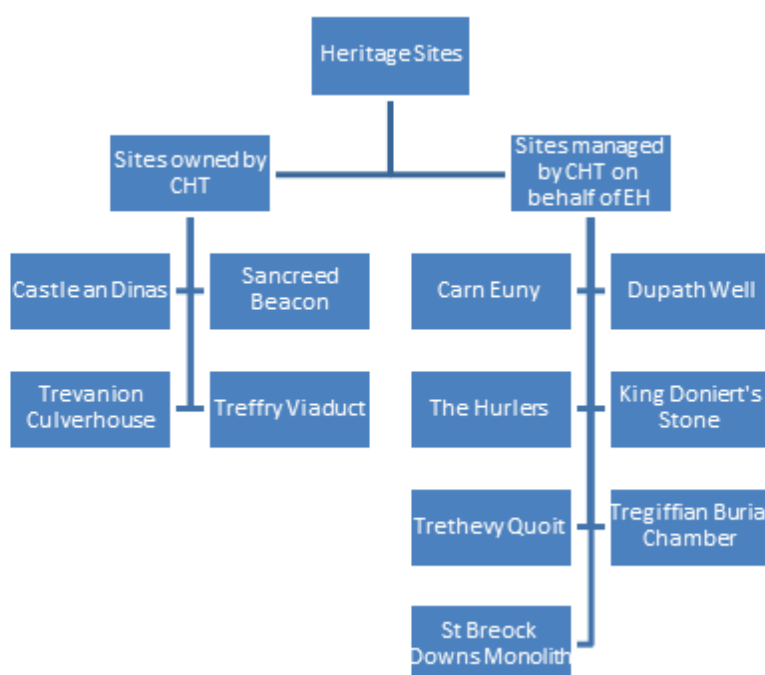 Heritage Sites
Sites owned by
CHT
Sites managed
by CHT on
behalf of EH
Castle an Dinas
Sancreed
Beacon
Trevanion
Culverhouse
Treffry Viaduct
Carn Euny
Dupath Well
The Hurlers
King Doniert's
Stone
Trethevy Quoit
Tregiffian Buria
Chamber
St Breock
Downs Monolith